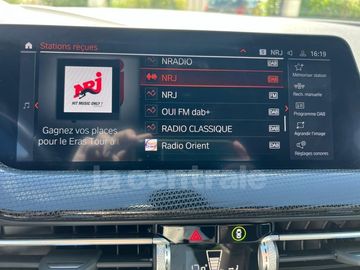 Stations reçues
NRJ
16:19
NRJ
HIT MUSIC ONLY !
Gagnez vos places
pour le Eras Tour à
NRADIO DAB
NRJ DAB
NRJ FM
OUI FM dab+ DAB
RADIO CLASSIQUE DAB
Radio Orient DAB
Mémoriser station
Rech. manuelle
Programme DAB
Agrandir l'image
Réglages sonores
la centrale